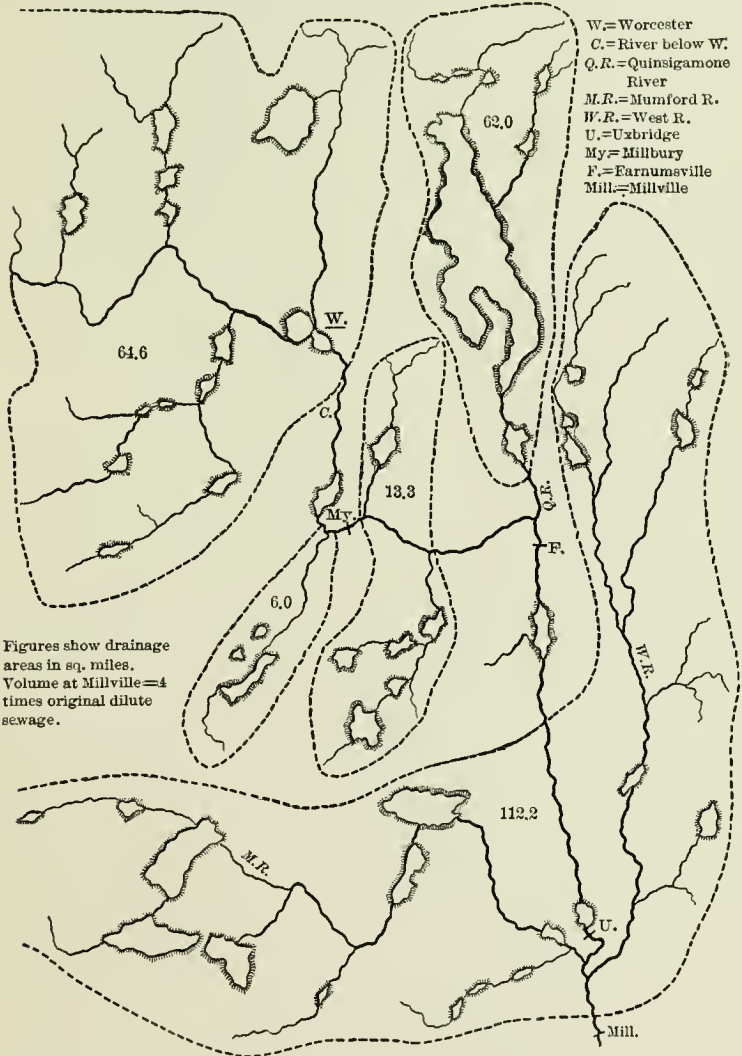 W.=Worcester
C.=River below W.
Q.R.=Quinsigamone
River
M.R.=Mumford R.
W.R.=West R.
U.=Uxbridge
My=Millbury
F.=Farnumsville
Mill.=Millville
62.0
W.
64.6
C.
13.3
My.
Q.R.
F.
6.0
Figures show drainage
areas in sq. miles.
Volume at Millville=4
times original dilute
sewage.
W.R.
112.2
M.R.
U.
Mill.